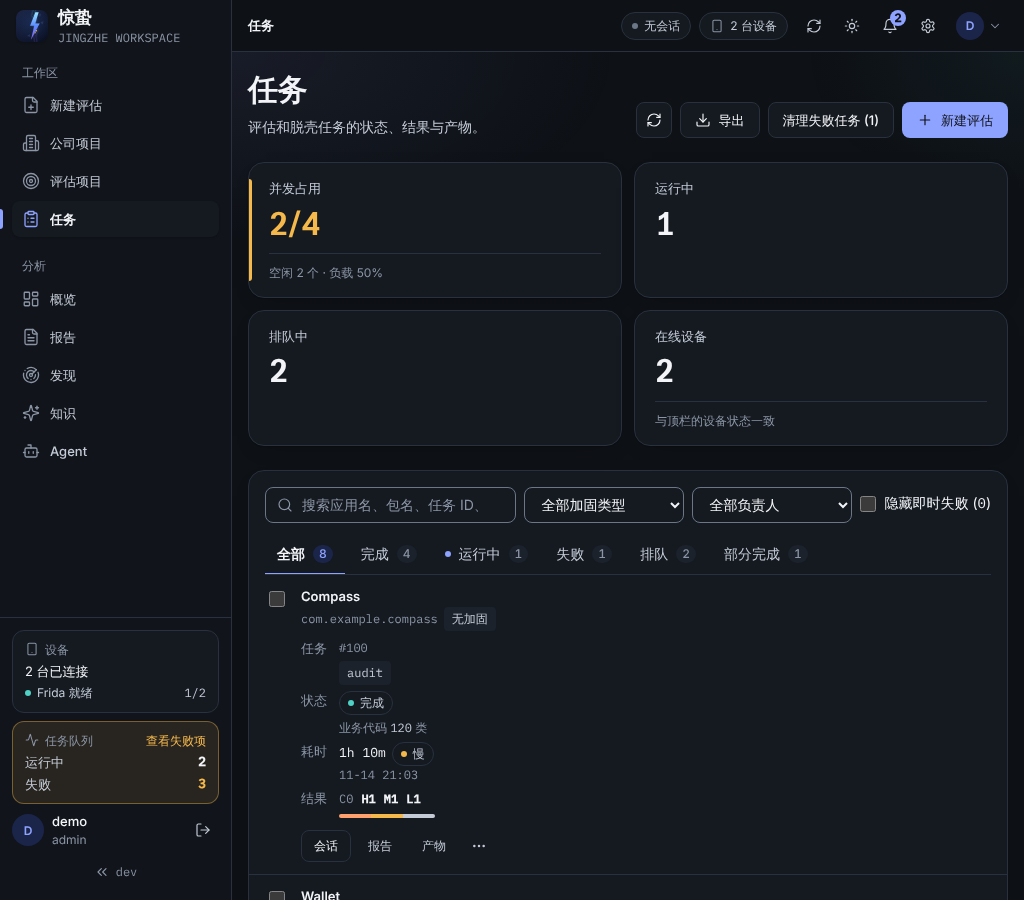 惊蛰
JINGZHE WORKSPACE
工作区
新建评估
公司项目
评估项目
任务
分析
概览
报告
发现
知识
Agent
设备
2 台已连接
Frida 就绪 1/2
任务队列 查看失败项
运行中 2
失败 3
D demo
admin
dev
任务
无会话
2 台设备
2
D
任务
评估和脱壳任务的状态、结果与产物。
导出
清理失败任务 (1)
新建评估
并发占用
2/4
空闲 2 个 · 负载 50%
运行中
1
排队中
2
在线设备
2
与顶栏的设备状态一致
搜索应用名、包名、任务 ID、
全部加固类型
全部负责人
隐藏即时失败 (0)
全部 8 完成 4 运行中 1 失败 1 排队 2 部分完成 1
Compass
com.example.compass 无加固
任务 #100
audit
状态 完成
业务代码 120 类
耗时 1h 10m 慢
11-14 21:03
结果 C0 H1 M1 L1
会话 报告 产物
Wallet